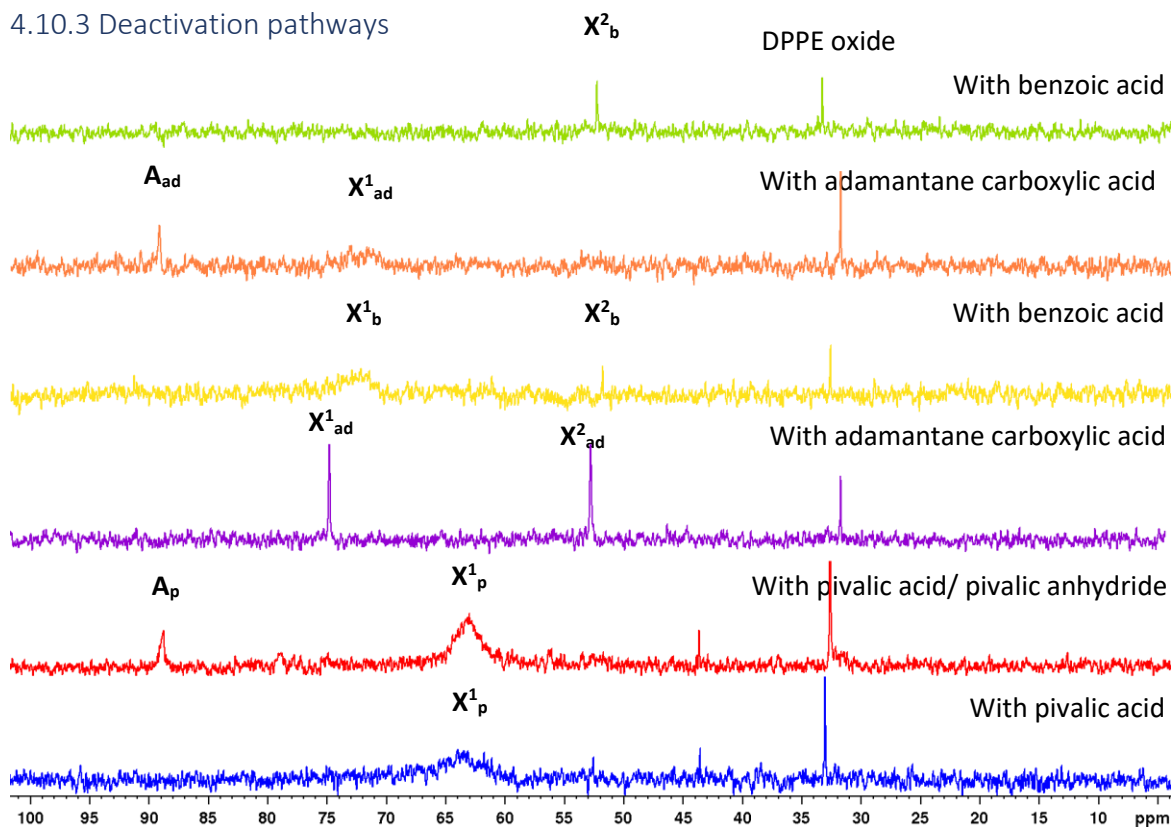 4.10.3 Deactivation pathways
X²b
DPPE oxide
With benzoic acid
Aad
X¹ad
With adamantane carboxylic acid
X¹b
X²b
With benzoic acid
X¹ad
X²ad
With adamantane carboxylic acid
Ap
X¹p
With pivalic acid/ pivalic anhydride
X¹p
With pivalic acid
100 95 90 85 80 75 70 65 60 55 50 45 40 35 30 25 20 15 10 ppm